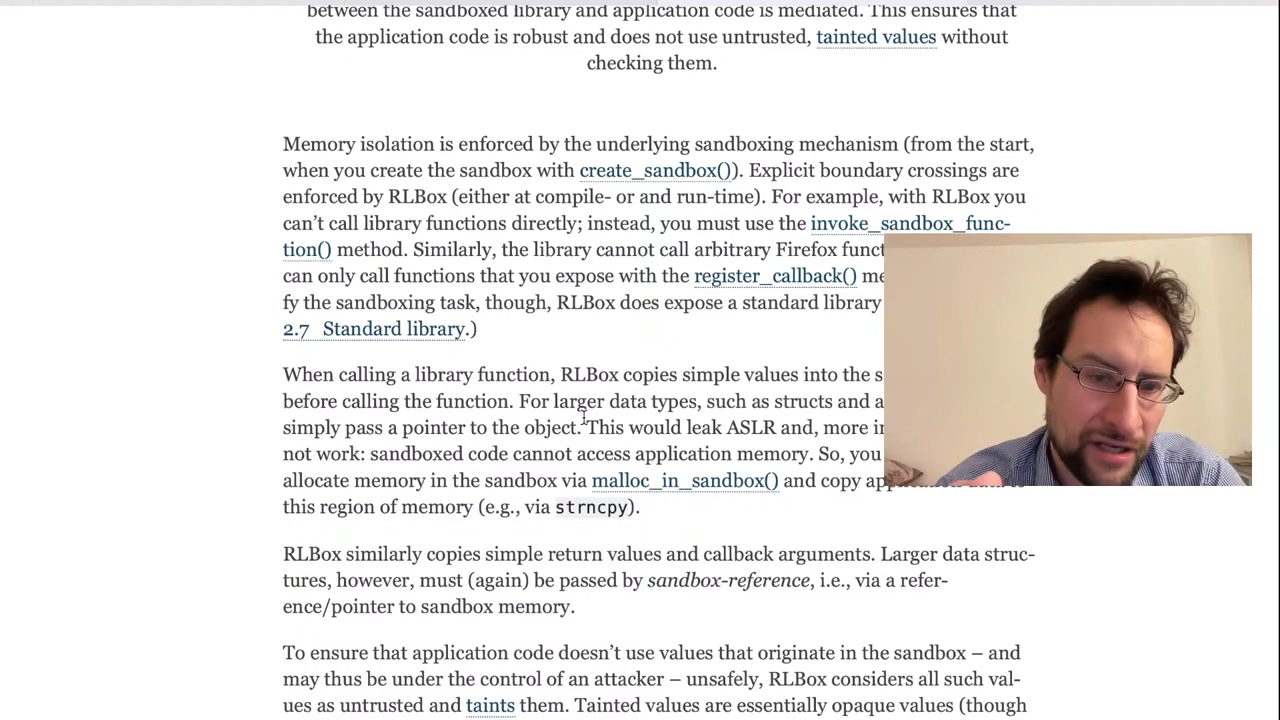 between the sandboxed library and application code is mediated. This ensures that
the application code is robust and does not use untrusted, tainted values without
checking them.
Memory isolation is enforced by the underlying sandboxing mechanism (from the start,
when you create the sandbox with create_sandbox()). Explicit boundary crossings are
enforced by RLBox (either at compile- or and run-time). For example, with RLBox you
can’t call library functions directly; instead, you must use the invoke_sandbox_func-
tion() method. Similarly, the library cannot call arbitrary Firefox funct
can only call functions that you expose with the register_callback() me
fy the sandboxing task, though, RLBox does expose a standard library
2.7 Standard library.)
When calling a library function, RLBox copies simple values into the s
before calling the function. For larger data types, such as structs and a
simply pass a pointer to the object. This would leak ASLR and, more i
not work: sandboxed code cannot access application memory. So, you
allocate memory in the sandbox via malloc_in_sandbox() and copy
this region of memory (e.g., via strncpy).
RLBox similarly copies simple return values and callback arguments. Larger data struc-
tures, however, must (again) be passed by sandbox-reference, i.e., via a refer-
ence/pointer to sandbox memory.
To ensure that application code doesn’t use values that originate in the sandbox – and
may thus be under the control of an attacker – unsafely, RLBox considers all such val-
ues as untrusted and taints them. Tainted values are essentially opaque values (though